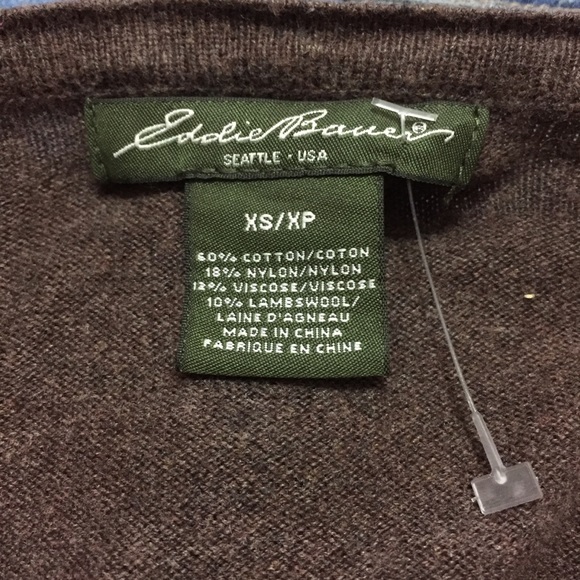 Eddie Bauer®
SEATTLE · USA
XS/XP
60% COTTON/COTON
18% NYLON/NYLON
12% VISCOSE/VISCOSE
10% LAMBSWOOL/
LAINE D'AGNEAU
MADE IN CHINA
FABRIQUE EN CHINE